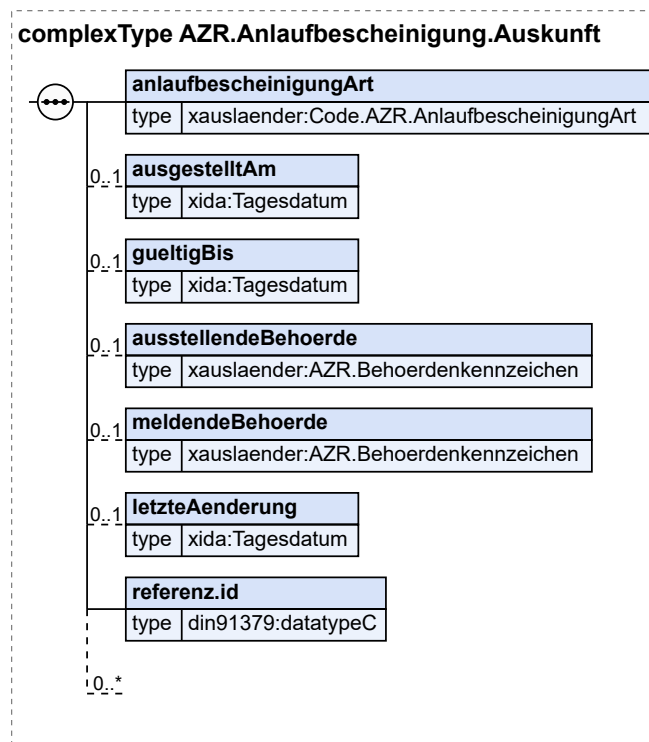 complexType AZR.Anlaufbescheinigung.Auskunft
anlaufbescheinigungArt
type xauslaender:Code.AZR.AnlaufbescheinigungArt
0..1 ausgestelltAm
type xida:Tagesdatum
0..1 gueltigBis
type xida:Tagesdatum
0..1 ausstellendeBehoerde
type xauslaender:AZR.Behoerdenkennzeichen
0..1 meldendeBehoerde
type xauslaender:AZR.Behoerdenkennzeichen
0..1 letzteAenderung
type xida:Tagesdatum
referenz.id
type din91379:datatypeC
0..*